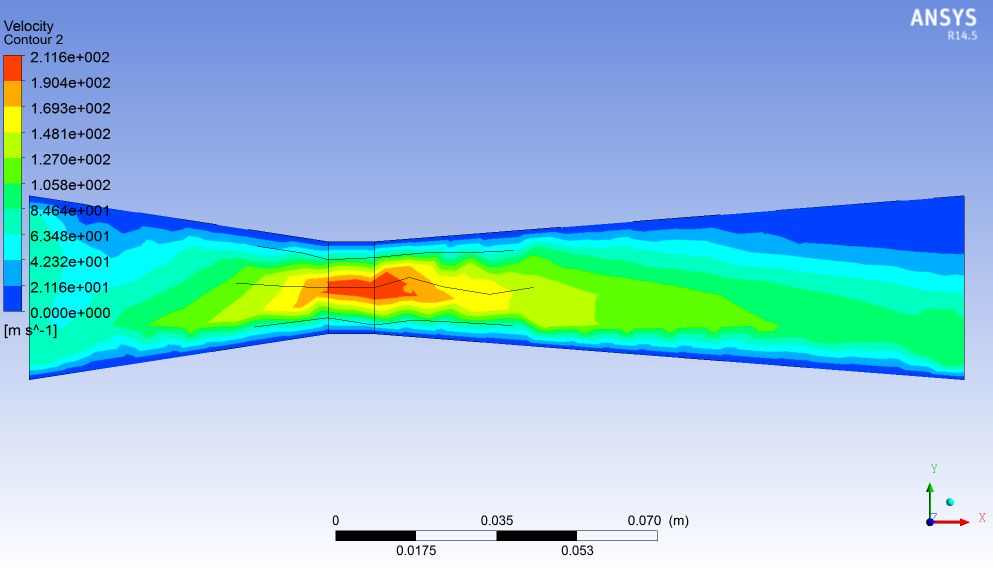 Velocity
Contour 2
2.116e+002
1.904e+002
1.693e+002
1.481e+002
1.270e+002
1.058e+002
8.464e+001
6.348e+001
4.232e+001
2.116e+001
0.000e+000
[m s^-1]
ANSYS
R14.5
Y
Z
X
0
0.035
0.070 (m)
0.0175
0.053